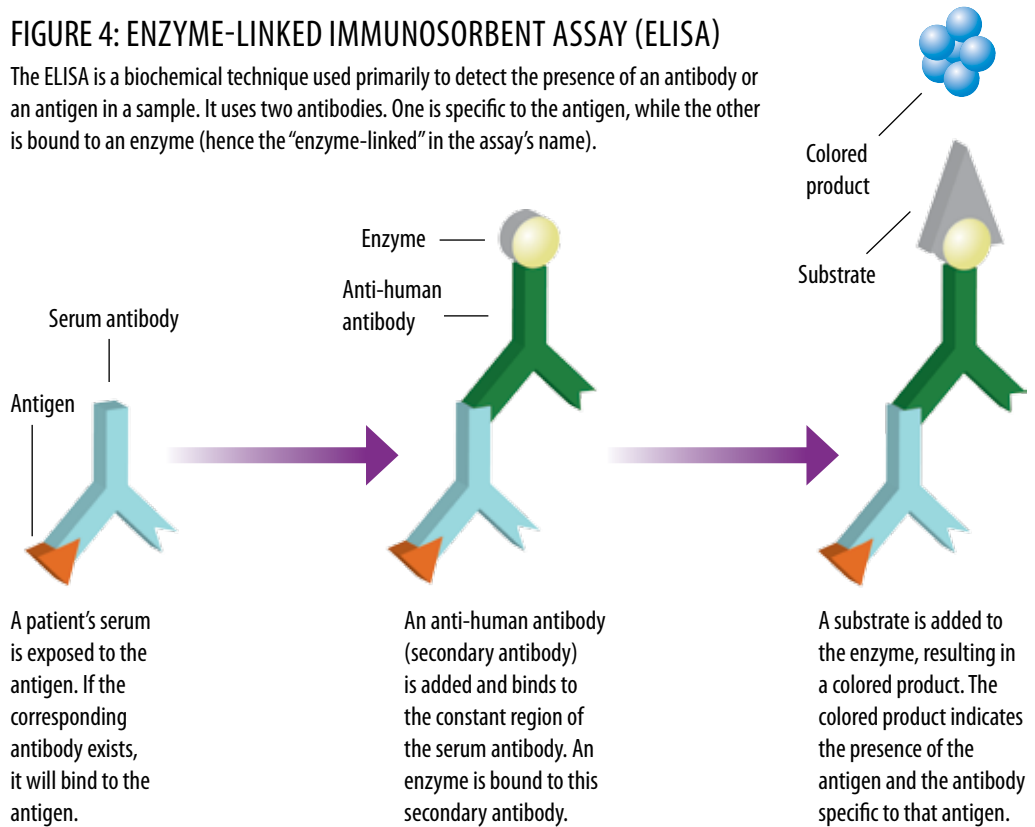 FIGURE 4: ENZYME-LINKED IMMUNOSORBENT ASSAY (ELISA)
The ELISA is a biochemical technique used primarily to detect the presence of an antibody or
an antigen in a sample. It uses two antibodies. One is specific to the antigen, while the other
is bound to an enzyme (hence the “enzyme-linked” in the assay’s name).
Colored
product
Substrate
Enzyme
Anti-human
antibody
Serum antibody
Antigen
A patient’s serum
is exposed to the
antigen. If the
corresponding
antibody exists,
it will bind to the
antigen.
An anti-human antibody
(secondary antibody)
is added and binds to
the constant region of
the serum antibody. An
enzyme is bound to this
secondary antibody.
A substrate is added to
the enzyme, resulting in
a colored product. The
colored product indicates
the presence of the
antigen and the antibody
specific to that antigen.